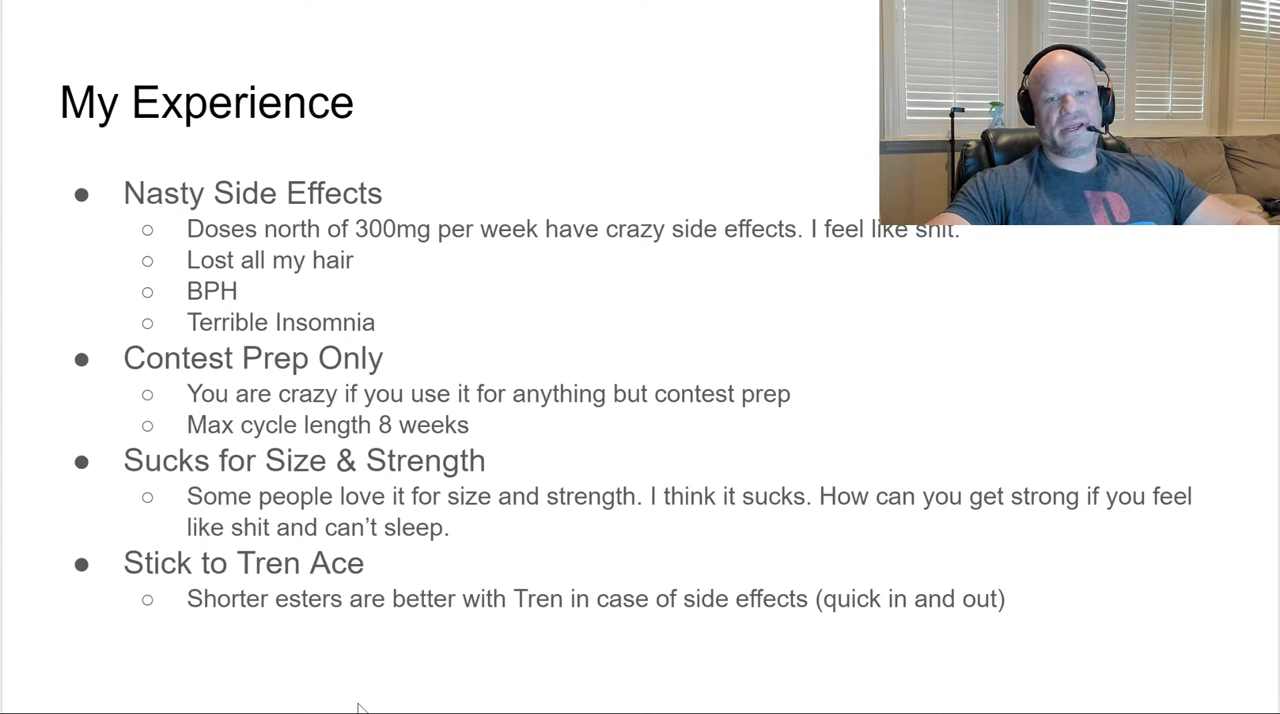 My Experience
● Nasty Side Effects
○ Doses north of 300mg per week have crazy side effects. I feel like shit.
○ Lost all my hair
○ BPH
○ Terrible Insomnia
● Contest Prep Only
○ You are crazy if you use it for anything but contest prep
○ Max cycle length 8 weeks
● Sucks for Size & Strength
○ Some people love it for size and strength. I think it sucks. How can you get strong if you feel
like shit and can’t sleep.
● Stick to Tren Ace
○ Shorter esters are better with Tren in case of side effects (quick in and out)